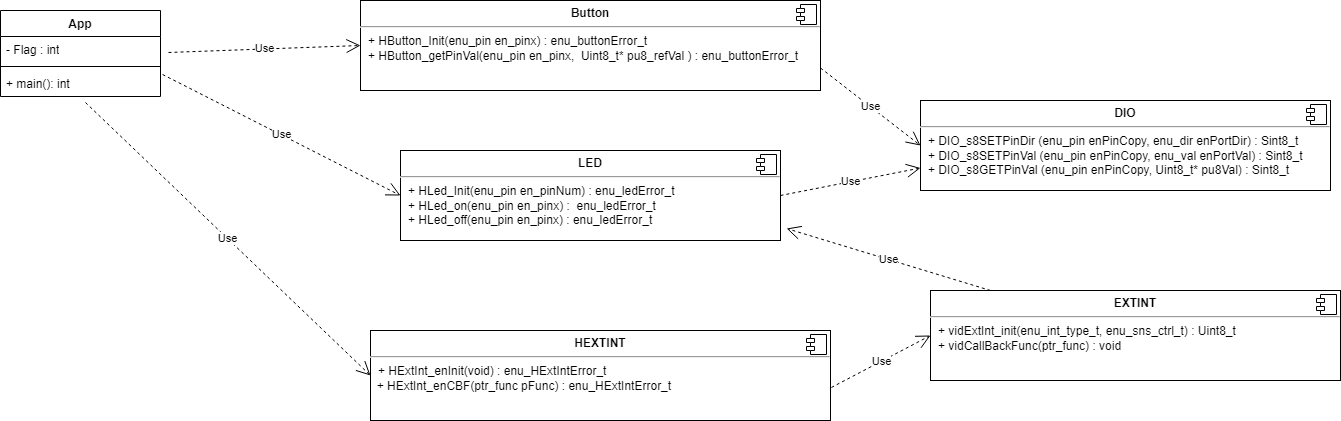 App
- Flag : int
+ main(): int
Use
Button
+ HButton_Init(enu_pin en_pinx) : enu_buttonError_t
+ HButton_getPinVal(enu_pin en_pinx, Uint8_t* pu8_refVal ) : enu_buttonError_t
Use
Use
DIO
+ DIO_s8SETPinDir (enu_pin enPinCopy, enu_dir enPortDir) : Sint8_t
+ DIO_s8SETPinVal (enu_pin enPinCopy, enu_val enPortVal) : Sint8_t
+ DIO_s8GETPinVal (enu_pin enPinCopy, Uint8_t* pu8Val) : Sint8_t
LED
+ HLed_Init(enu_pin en_pinNum) : enu_ledError_t
+ HLed_on(enu_pin en_pinx) : enu_ledError_t
+ HLed_off(enu_pin en_pinx) : enu_ledError_t
Use
Use
Use
EXTINT
+ vidExtInt_init(enu_int_type_t, enu_sns_ctrl_t) : Uint8_t
+ vidCallBackFunc(ptr_func) : void
HEXTINT
+ HExtInt_enInit(void) : enu_HExtIntError_t
+ HExtInt_enCBF(ptr_func pFunc) : enu_HExtIntError_t
Use